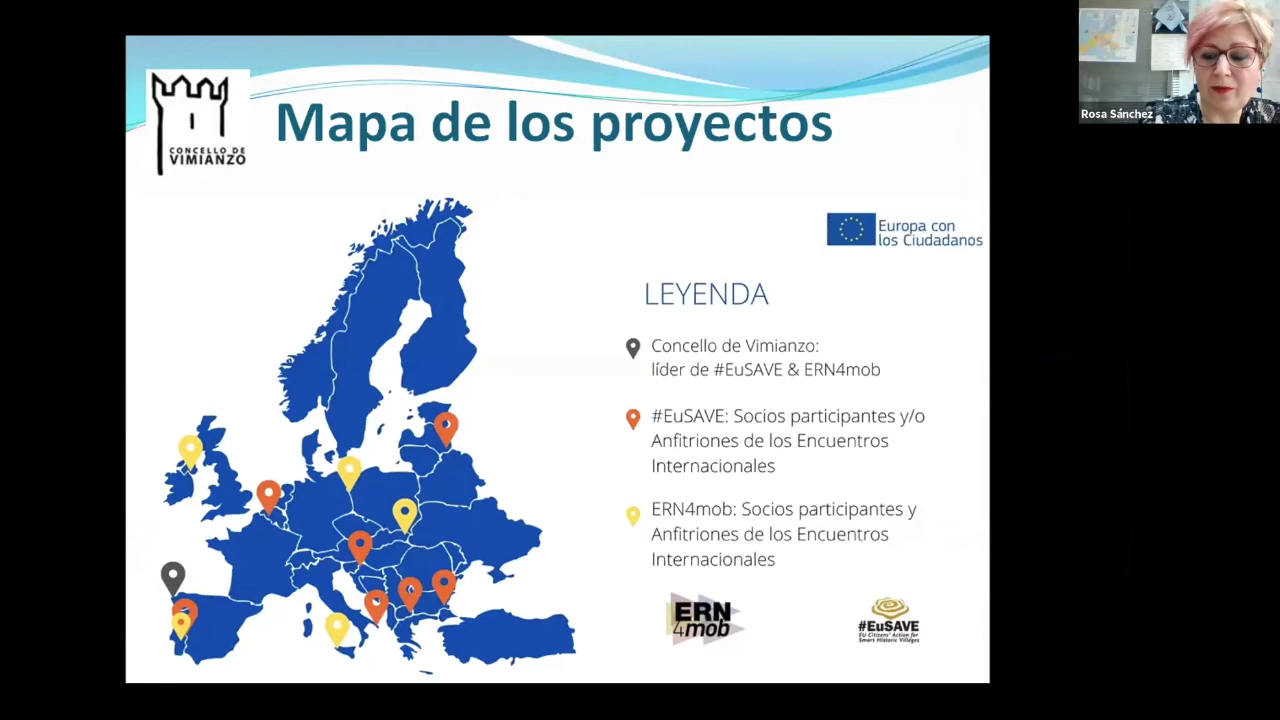 CONCELLO DE
VIMIANZO
Mapa de los proyectos
Rosa Sánchez
Europa con
los Ciudadanos
LEYENDA
Concello de Vimianzo:
líder de #EuSAVE & ERN4mob
#EuSAVE: Socios participantes y/o
Anfitriones de los Encuentros
Internacionales
ERN4mob: Socios participantes y
Anfitriones de los Encuentros
Internacionales
ERN
4mob
#EuSAVE
EU Citizens' Action for
Smart Historic Villages